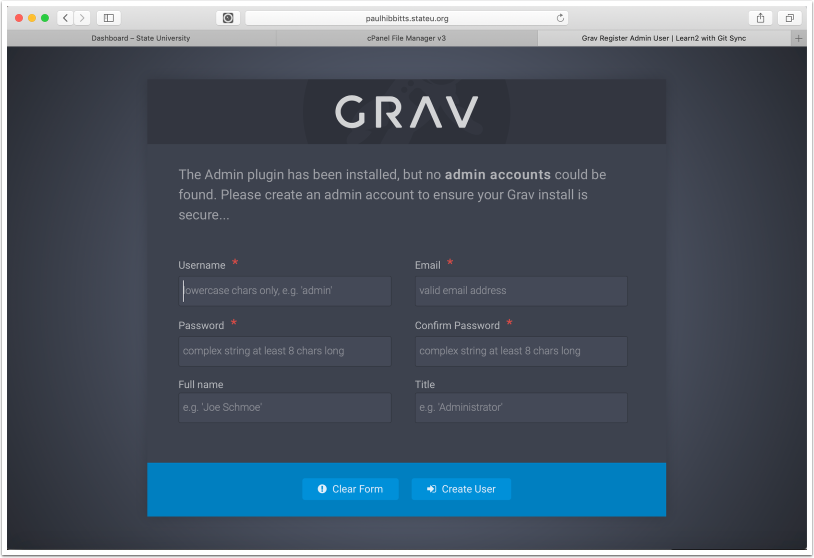 paulhibbitts.stateu.org
Dashboard – State University
cPanel File Manager v3
Grav Register Admin User | Learn2 with Git Sync
GRAV
The Admin plugin has been installed, but no admin accounts could be
found. Please create an admin account to ensure your Grav install is
secure...
Username *
Email *
lowercase chars only, e.g. 'admin'
valid email address
Password *
Confirm Password *
complex string at least 8 chars long
complex string at least 8 chars long
Full name
Title
e.g. 'Joe Schmoe'
e.g. 'Administrator'
Clear Form
Create User